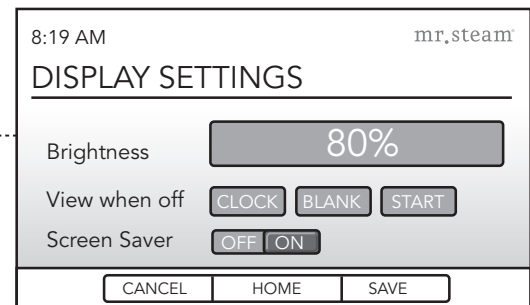 8:19 AM mr.steam
DISPLAY SETTINGS
Brightness 80%
View when off CLOCK BLANK START
Screen Saver OFF ON
CANCEL HOME SAVE